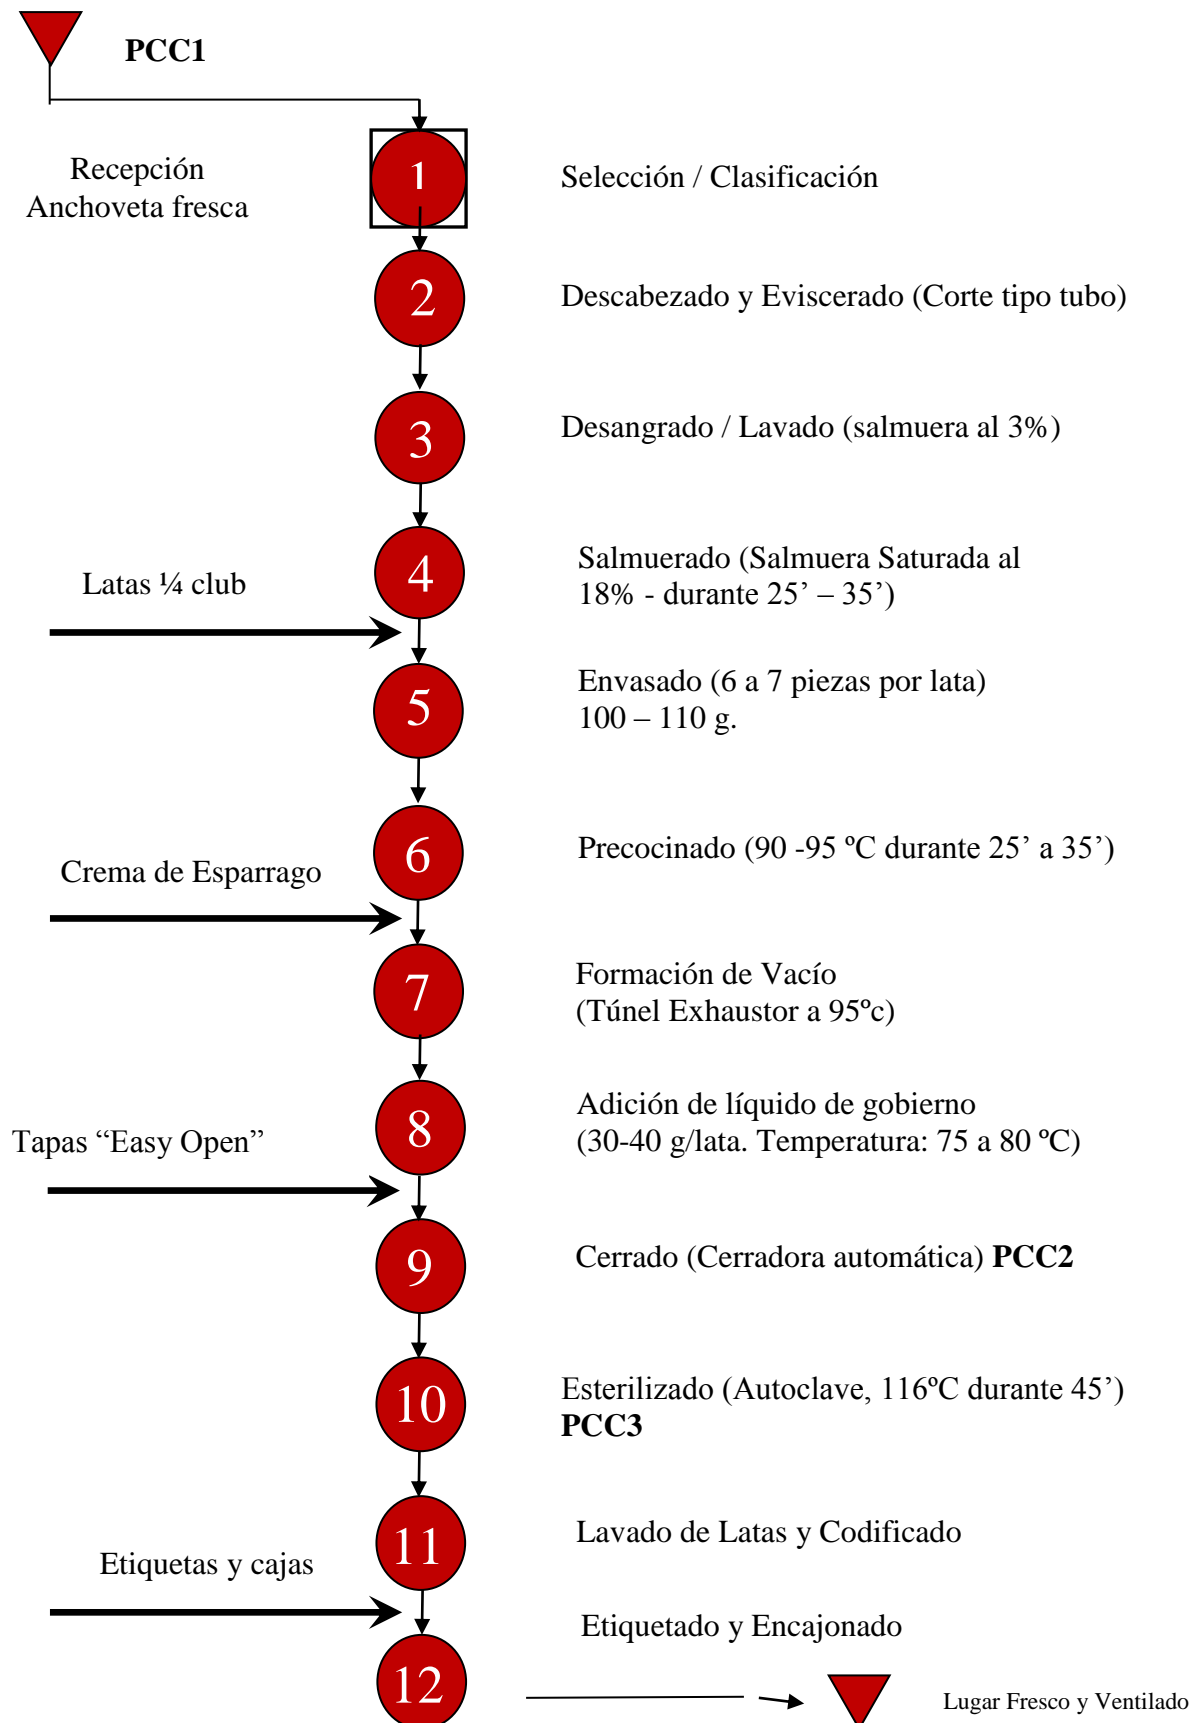 PCC1
Recepción
Anchoveta fresca
1
Selección / Clasificación
2
Descabezado y Eviscerado (Corte tipo tubo)
3
Desangrado / Lavado (salmuera al 3%)
Latas ¼ club
4
Salmuerado (Salmuera Saturada al
18% - durante 25’ – 35’)
5
Envasado (6 a 7 piezas por lata)
100 – 110 g.
Crema de Esparrago
6
Precocinado (90 -95 ºC durante 25’ a 35’)
7
Formación de Vacío
(Túnel Exhaustor a 95ºc)
Tapas “Easy Open”
8
Adición de líquido de gobierno
(30-40 g/lata. Temperatura: 75 a 80 ºC)
9
Cerrado (Cerradora automática) PCC2
10
Esterilizado (Autoclave, 116ºC durante 45’)
PCC3
11
Lavado de Latas y Codificado
Etiquetas y cajas
Etiquetado y Encajonado
12
Lugar Fresco y Ventilado